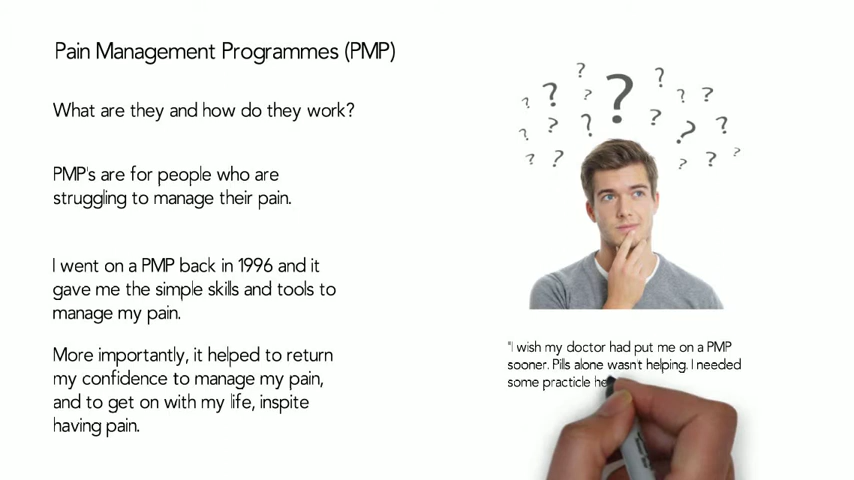 Pain Management Programmes (PMP)
What are they and how do they work?
PMP's are for people who are
struggling to manage their pain.
I went on a PMP back in 1996 and it
gave me the simple skills and tools to
manage my pain.
More importantly, it helped to return
my confidence to manage my pain,
and to get on with my life, inspite
having pain.
? ? ? ? ? ? ? ? ? ? ? ? ? ? ? ? ? ? ?
"I wish my doctor had put me on a PMP
sooner. Pills alone wasn't helping. I needed
some practicle he